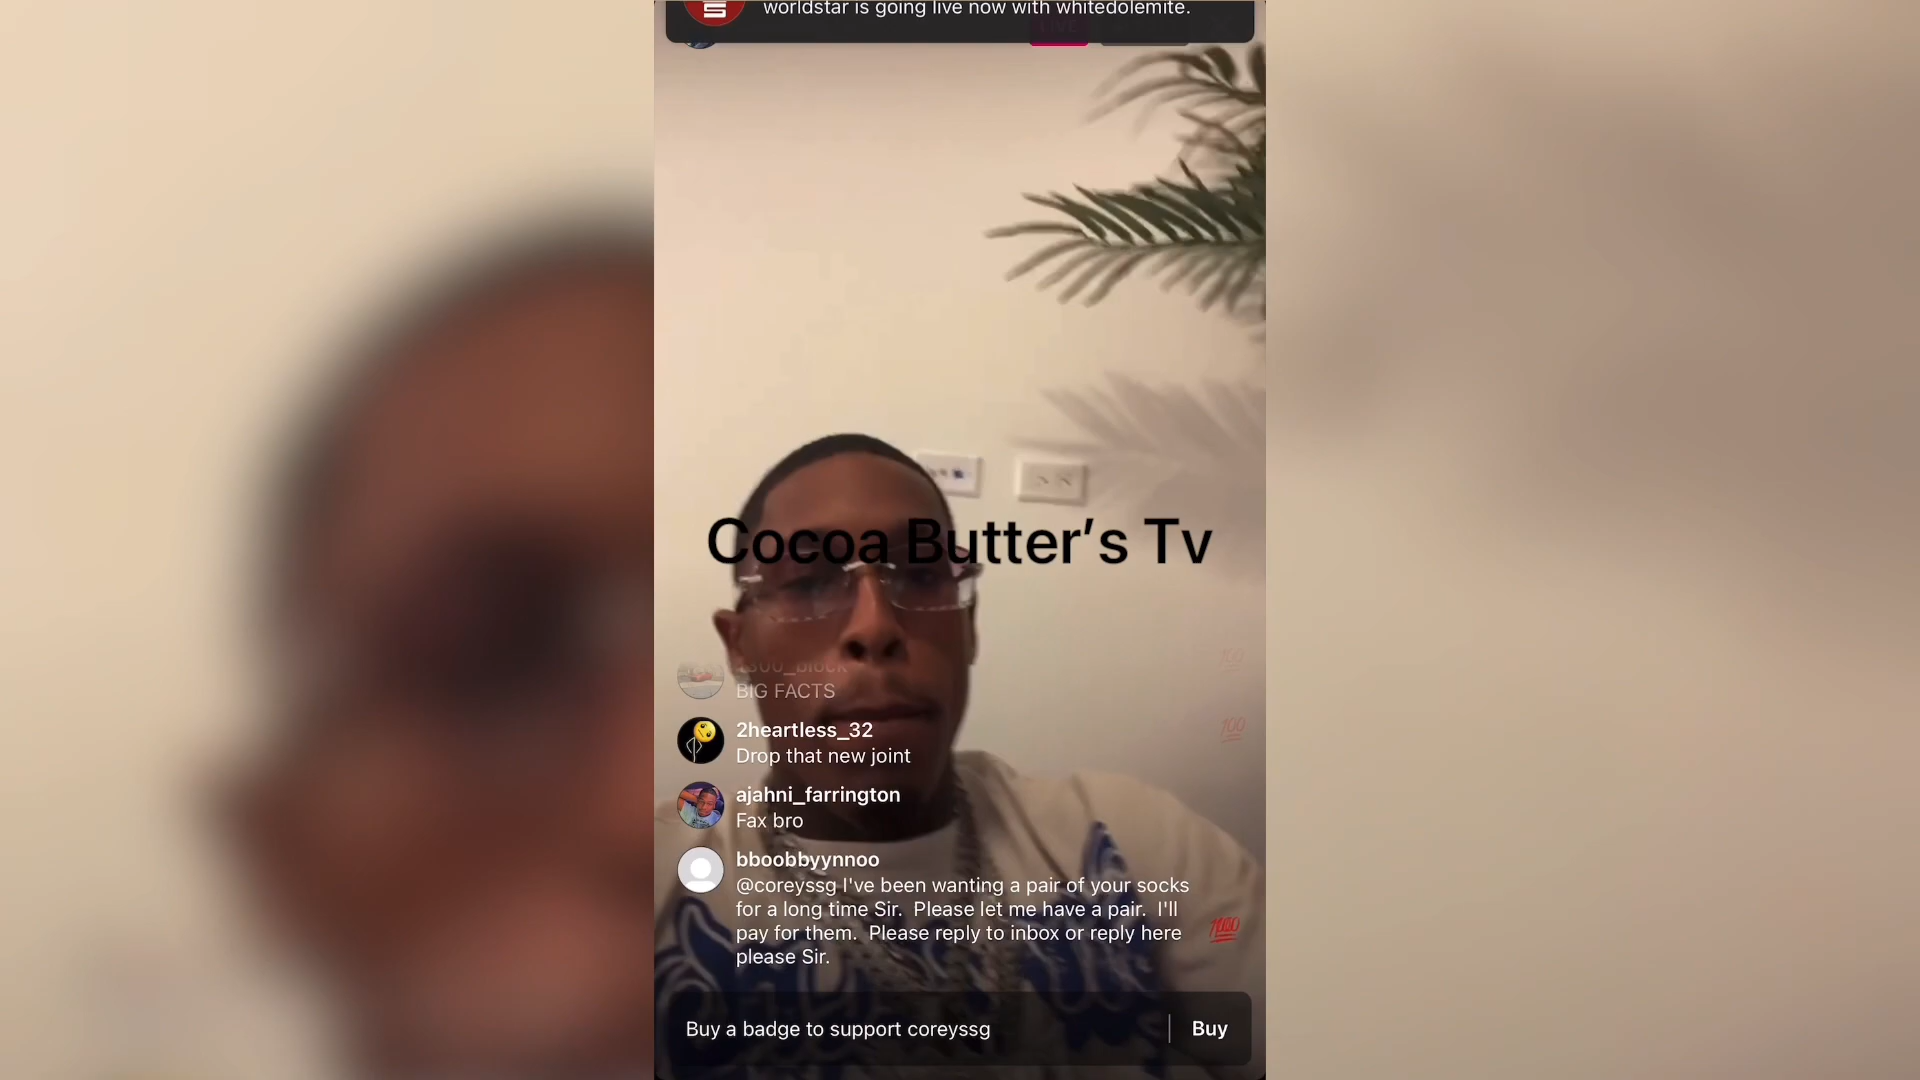 worldstar is going live now with whitedolemite.
LIVE
Cocoa Butter’s Tv
1300_block
BIG FACTS
2heartless_32
Drop that new joint
ajahni_farrington
Fax bro
bboobbyynnoo
@coreyssg I've been wanting a pair of your socks
for a long time Sir.  Please let me have a pair.  I'll
pay for them.  Please reply to inbox or reply here
please Sir.
Buy a badge to support coreyssg
Buy